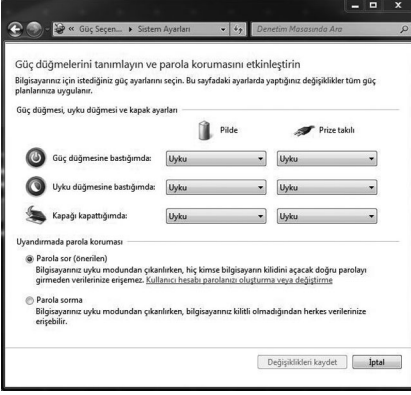 « Güç Seçen... ▸ Sistem Ayarları
Denetim Masasında Ara
Güç düğmelerini tanımlayın ve parola korumasını etkinleştirin
Bilgisayarınız için istediğiniz güç ayarlarını seçin. Bu sayfadaki ayarlarda yaptığınız değişiklikler tüm güç
planlarınıza uygulanır.
Güç düğmesi, uyku düğmesi ve kapak ayarları
Pilde Prize takılı
Güç düğmesine bastığımda: Uyku Uyku
Uyku düğmesine bastığımda: Uyku Uyku
Kapağı kapattığımda: Uyku Uyku
Uyandırmada parola koruması
Parola sor (önerilen)
Bilgisayarınız uyku modundan çıkarılırken, hiç kimse bilgisayarın kilidini açacak doğru parolayı
girmeden verilerinize erişemez. Kullanıcı hesabı parolanızı oluşturma veya değiştirme
Parola sorma
Bilgisayarınız uyku modundan çıkarılırken, bilgisayarınız kilitli olmadığından herkes verilerinize
erişebilir.
Değişiklikleri kaydet İptal